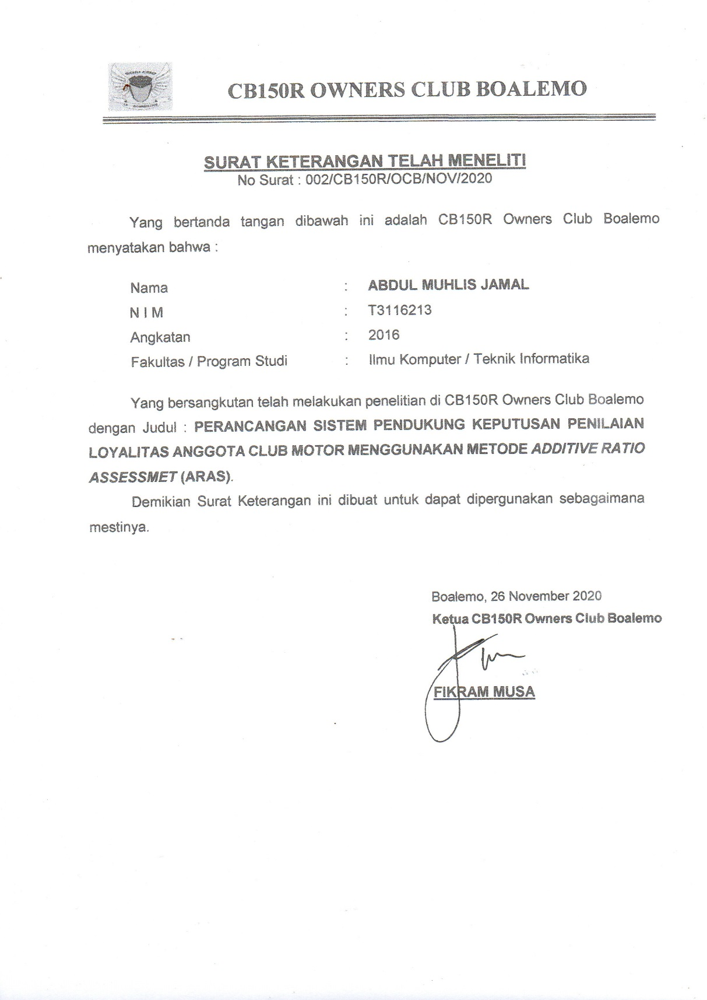 BOALEMO
CB150R OWNERS CLUB BOALEMO
SURAT KETERANGAN TELAH MENELITI
No Surat : 002/CB150R/OCB/NOV/2020
Yang bertanda tangan dibawah ini adalah CB150R Owners Club Boalemo
menyatakan bahwa :
Nama : ABDUL MUHLIS JAMAL
N I M : T3116213
Angkatan : 2016
Fakultas / Program Studi : Ilmu Komputer / Teknik Informatika
Yang bersangkutan telah melakukan penelitian di CB150R Owners Club Boalemo
dengan Judul : PERANCANGAN SISTEM PENDUKUNG KEPUTUSAN PENILAIAN
LOYALITAS ANGGOTA CLUB MOTOR MENGGUNAKAN METODE ADDITIVE RATIO
ASSESSMET (ARAS).
Demikian Surat Keterangan ini dibuat untuk dapat dipergunakan sebagaimana
mestinya.
Boalemo, 26 November 2020
Ketua CB150R Owners Club Boalemo
FIKRAM MUSA